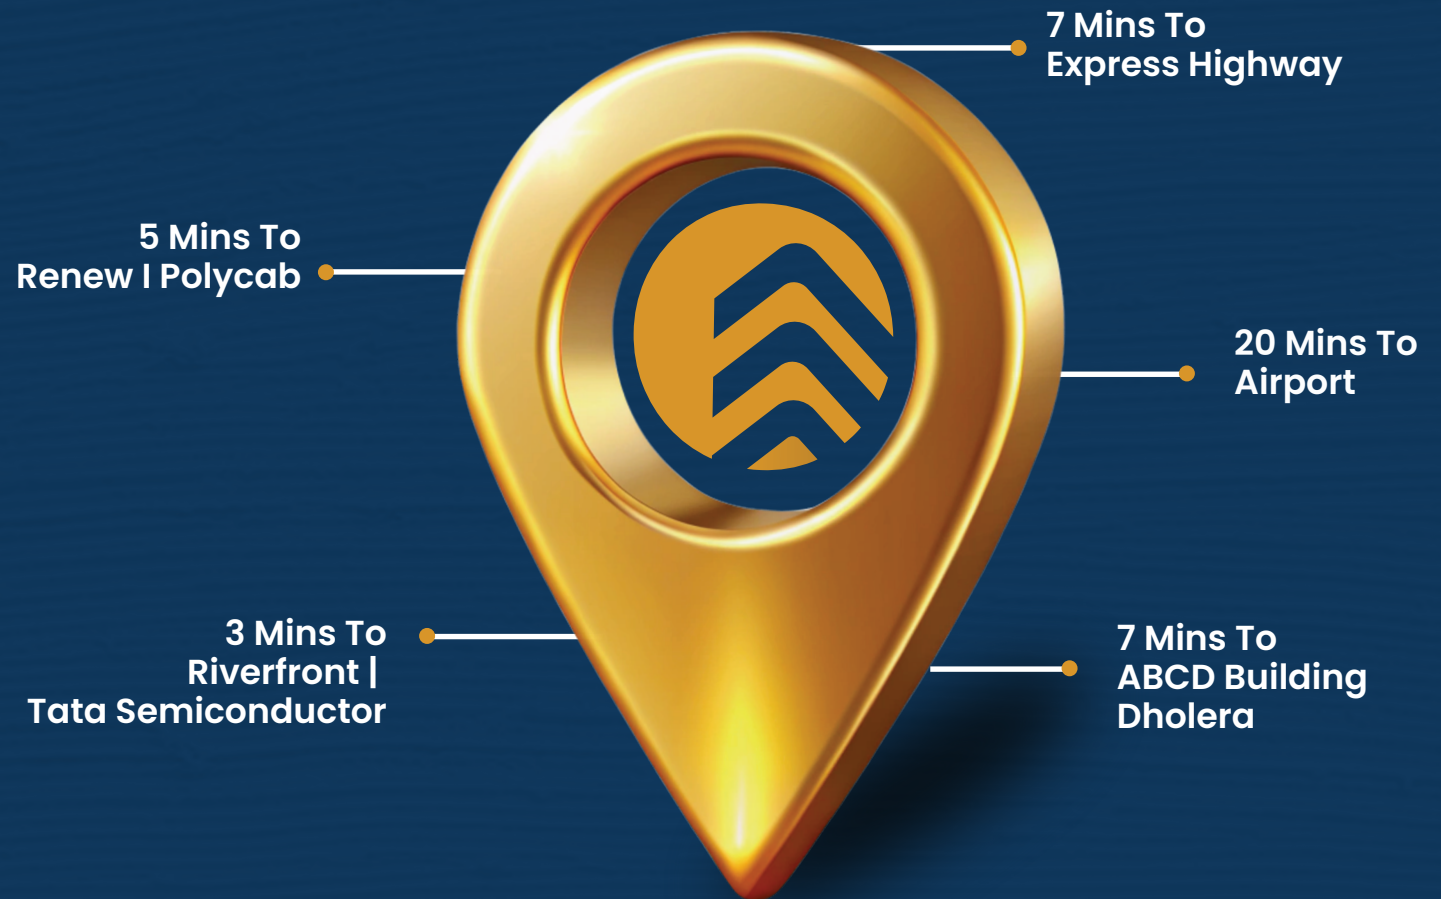 7 Mins To
Express Highway
5 Mins To
Renew I Polycab
20 Mins To
Airport
3 Mins To
Riverfront |
Tata Semiconductor
7 Mins To
ABCD Building
Dholera